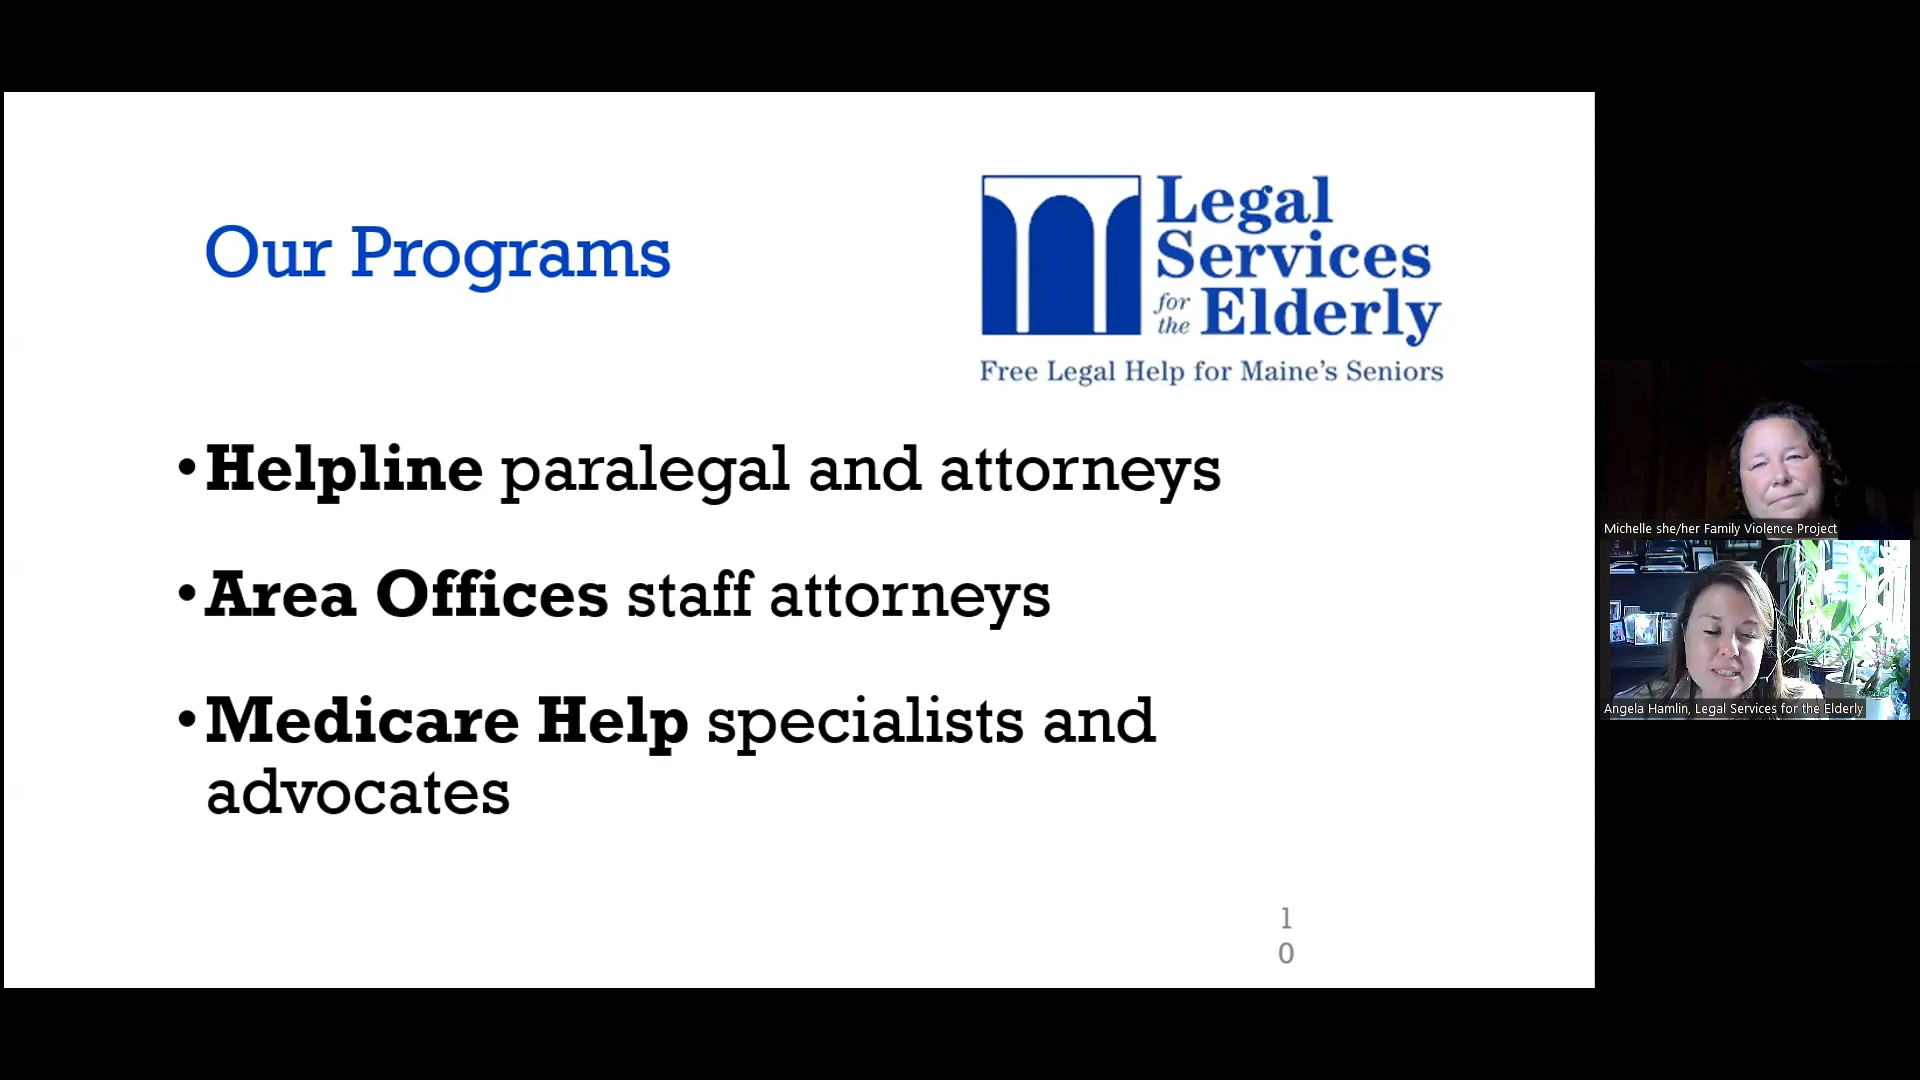 Our Programs
Legal
Services
for
the Elderly
Free Legal Help for Maine's Seniors
•Helpline paralegal and attorneys
•Area Offices staff attorneys
•Medicare Help specialists and
advocates
1
0
Michelle she/her Family Violence Project
Angela Hamlin, Legal Services for the Elderly